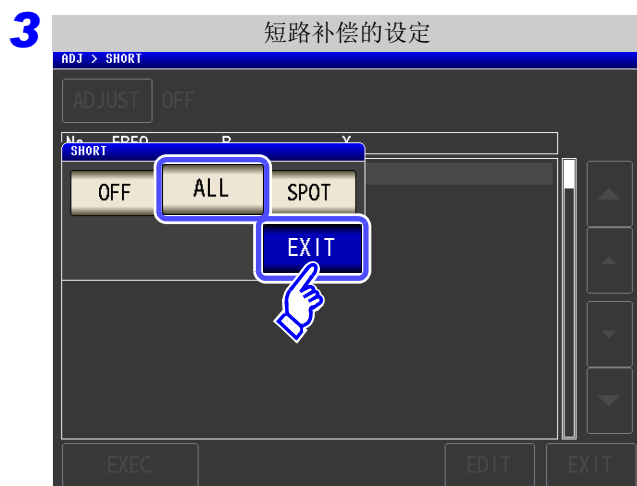 3 短路补偿的设定
ADJ > SHORT
ADJUST OFF
No. FREQ R X
SHORT
OFF ALL SPOT
EXIT
EXEC EDIT EXIT